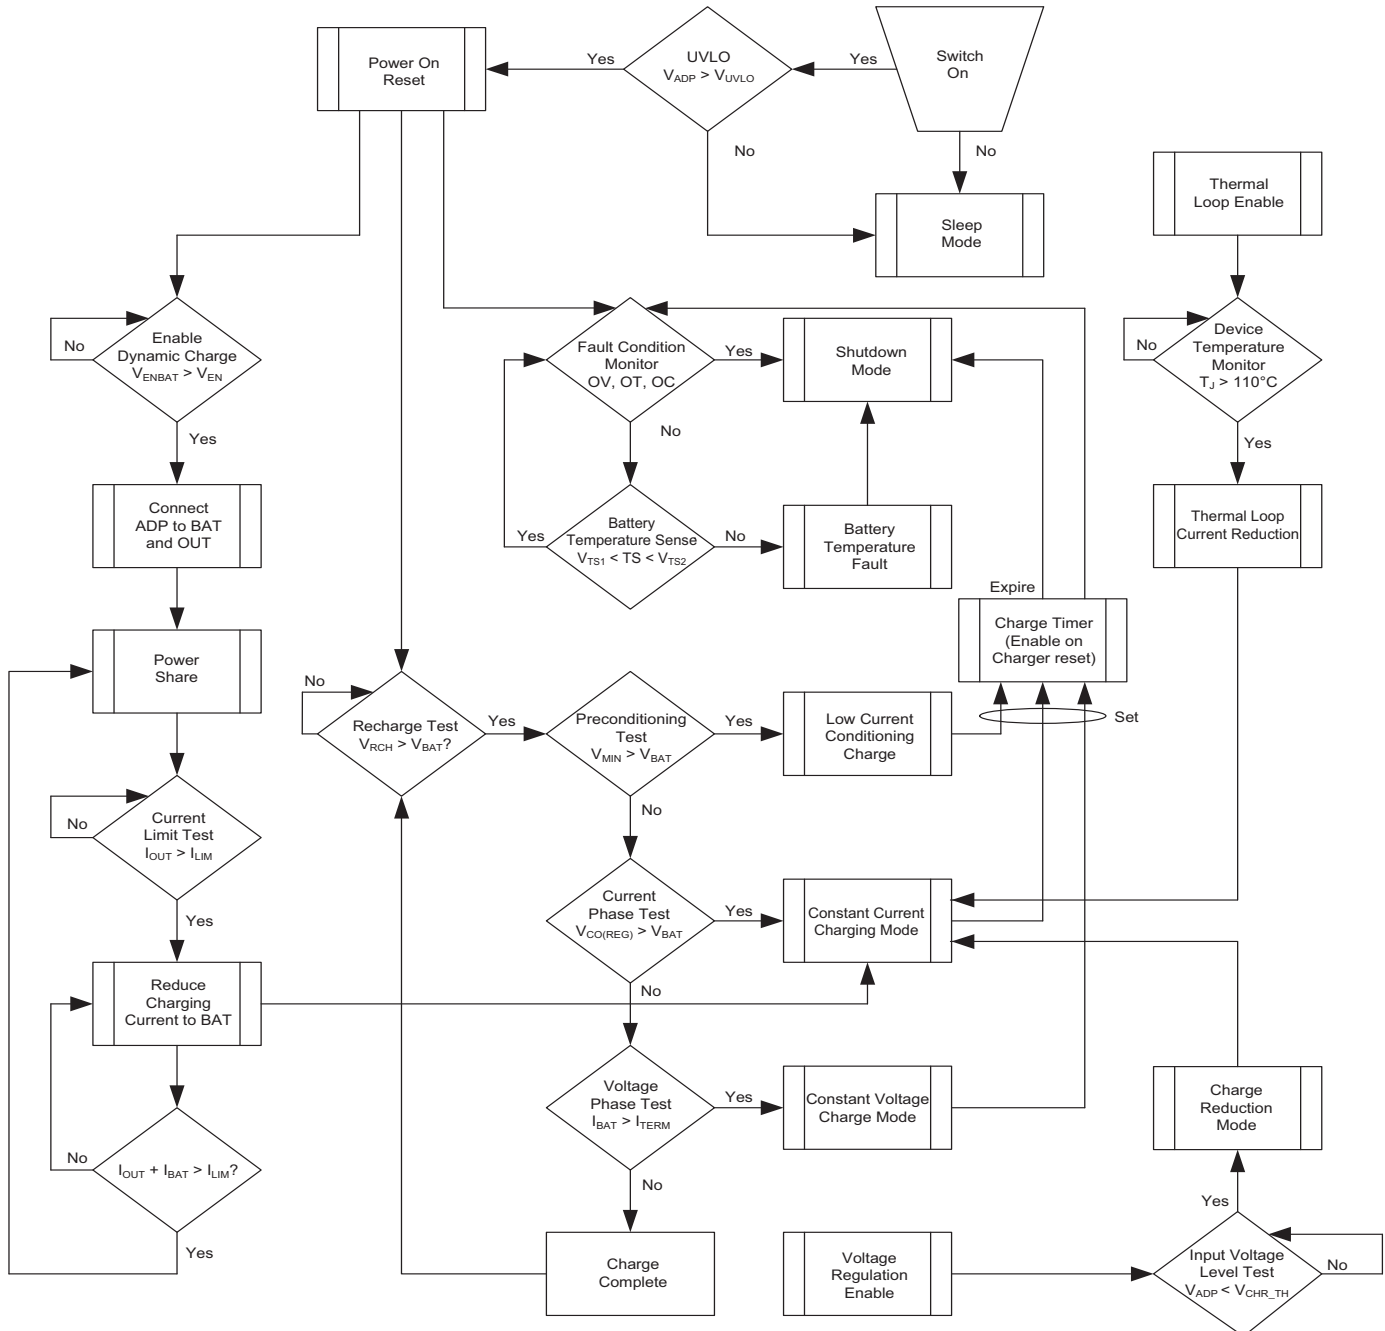 Power On
Reset
Yes
UVLO
V_ADP > V_UVLO
Yes
Switch
On
No
No
Sleep
Mode
Thermal
Loop Enable
Enable
Dynamic Charge
V_ENBAT > V_EN
No
Yes
Fault Condition
Monitor
OV, OT, OC
Yes
No
Shutdown
Mode
Device
Temperature
Monitor
T_J > 110°C
No
Yes
Connect
ADP to BAT
and OUT
Battery
Temperature Sense
V_TS1 < TS < V_TS2
Yes
No
Battery
Temperature
Fault
Thermal Loop
Current Reduction
Expire
Charge Timer
(Enable on
Charger reset)
Set
Power
Share
No
Recharge Test
V_RCH > V_BAT?
Yes
Preconditioning
Test
V_MIN > V_BAT
Yes
No
Low Current
Conditioning
Charge
Current
Limit Test
I_OUT > I_LIM
No
Yes
Current
Phase Test
V_CO(REG) > V_BAT
Yes
No
Constant Current
Charging Mode
Reduce
Charging
Current to BAT
Voltage
Phase Test
I_BAT > I_TERM
Yes
No
Constant Voltage
Charge Mode
Charge
Reduction
Mode
No
I_OUT + I_BAT > I_LIM?
Yes
Charge
Complete
Voltage
Regulation
Enable
Yes
Input Voltage
Level Test
V_ADP < V_CHR_TH
No